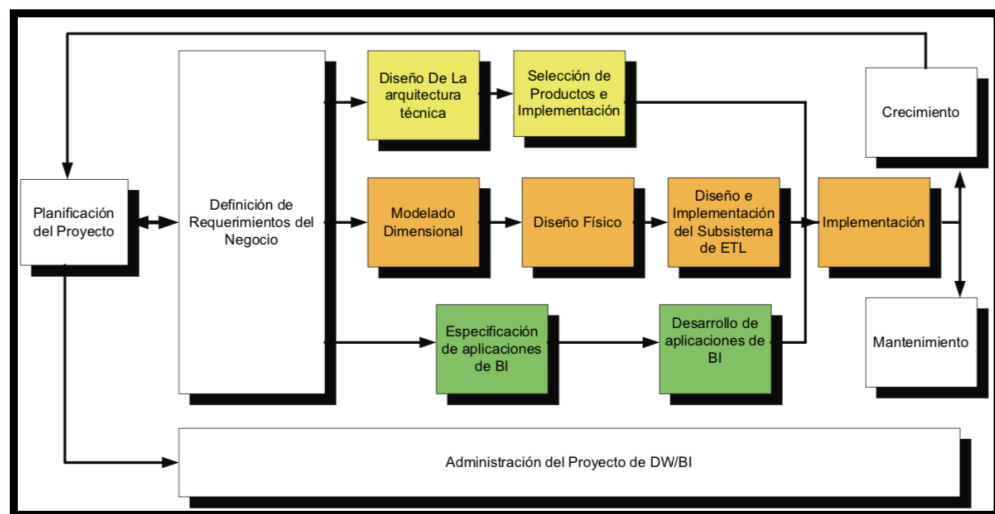 Planificación
del Proyecto
Definición de
Requerimientos del
Negocio
Diseño De La
arquitectura
técnica
Selección de
Productos e
Implementación
Modelado
Dimensional
Diseño Físico
Diseño e
Implementación
del Subsistema
de ETL
Implementación
Especificación
de aplicaciones
de BI
Desarrollo de
aplicaciones de
BI
Crecimiento
Mantenimiento
Administración del Proyecto de DW/BI